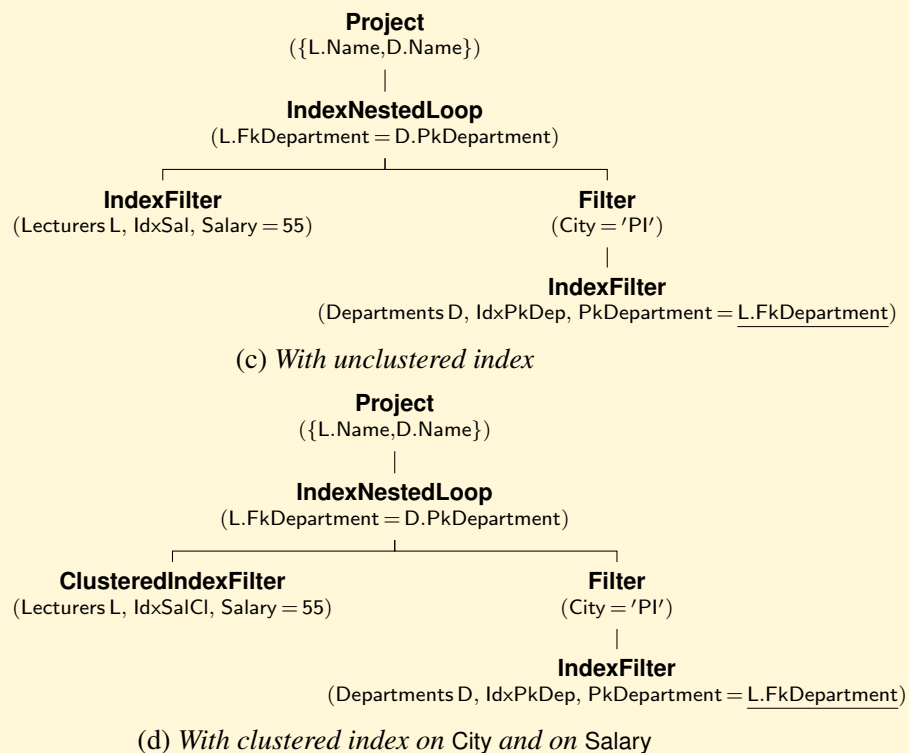 Project
({L.Name,D.Name})
IndexNestedLoop
(L.FkDepartment = D.PkDepartment)
IndexFilter Filter
(Lecturers L, IdxSal, Salary = 55) (City = 'PI')
IndexFilter
(Departments D, IdxPkDep, PkDepartment = L.FkDepartment)
(c) With unclustered index
Project
({L.Name,D.Name})
IndexNestedLoop
(L.FkDepartment = D.PkDepartment)
ClusteredIndexFilter Filter
(Lecturers L, IdxSalCl, Salary = 55) (City = 'PI')
IndexFilter
(Departments D, IdxPkDep, PkDepartment = L.FkDepartment)
(d) With clustered index on City and on Salary